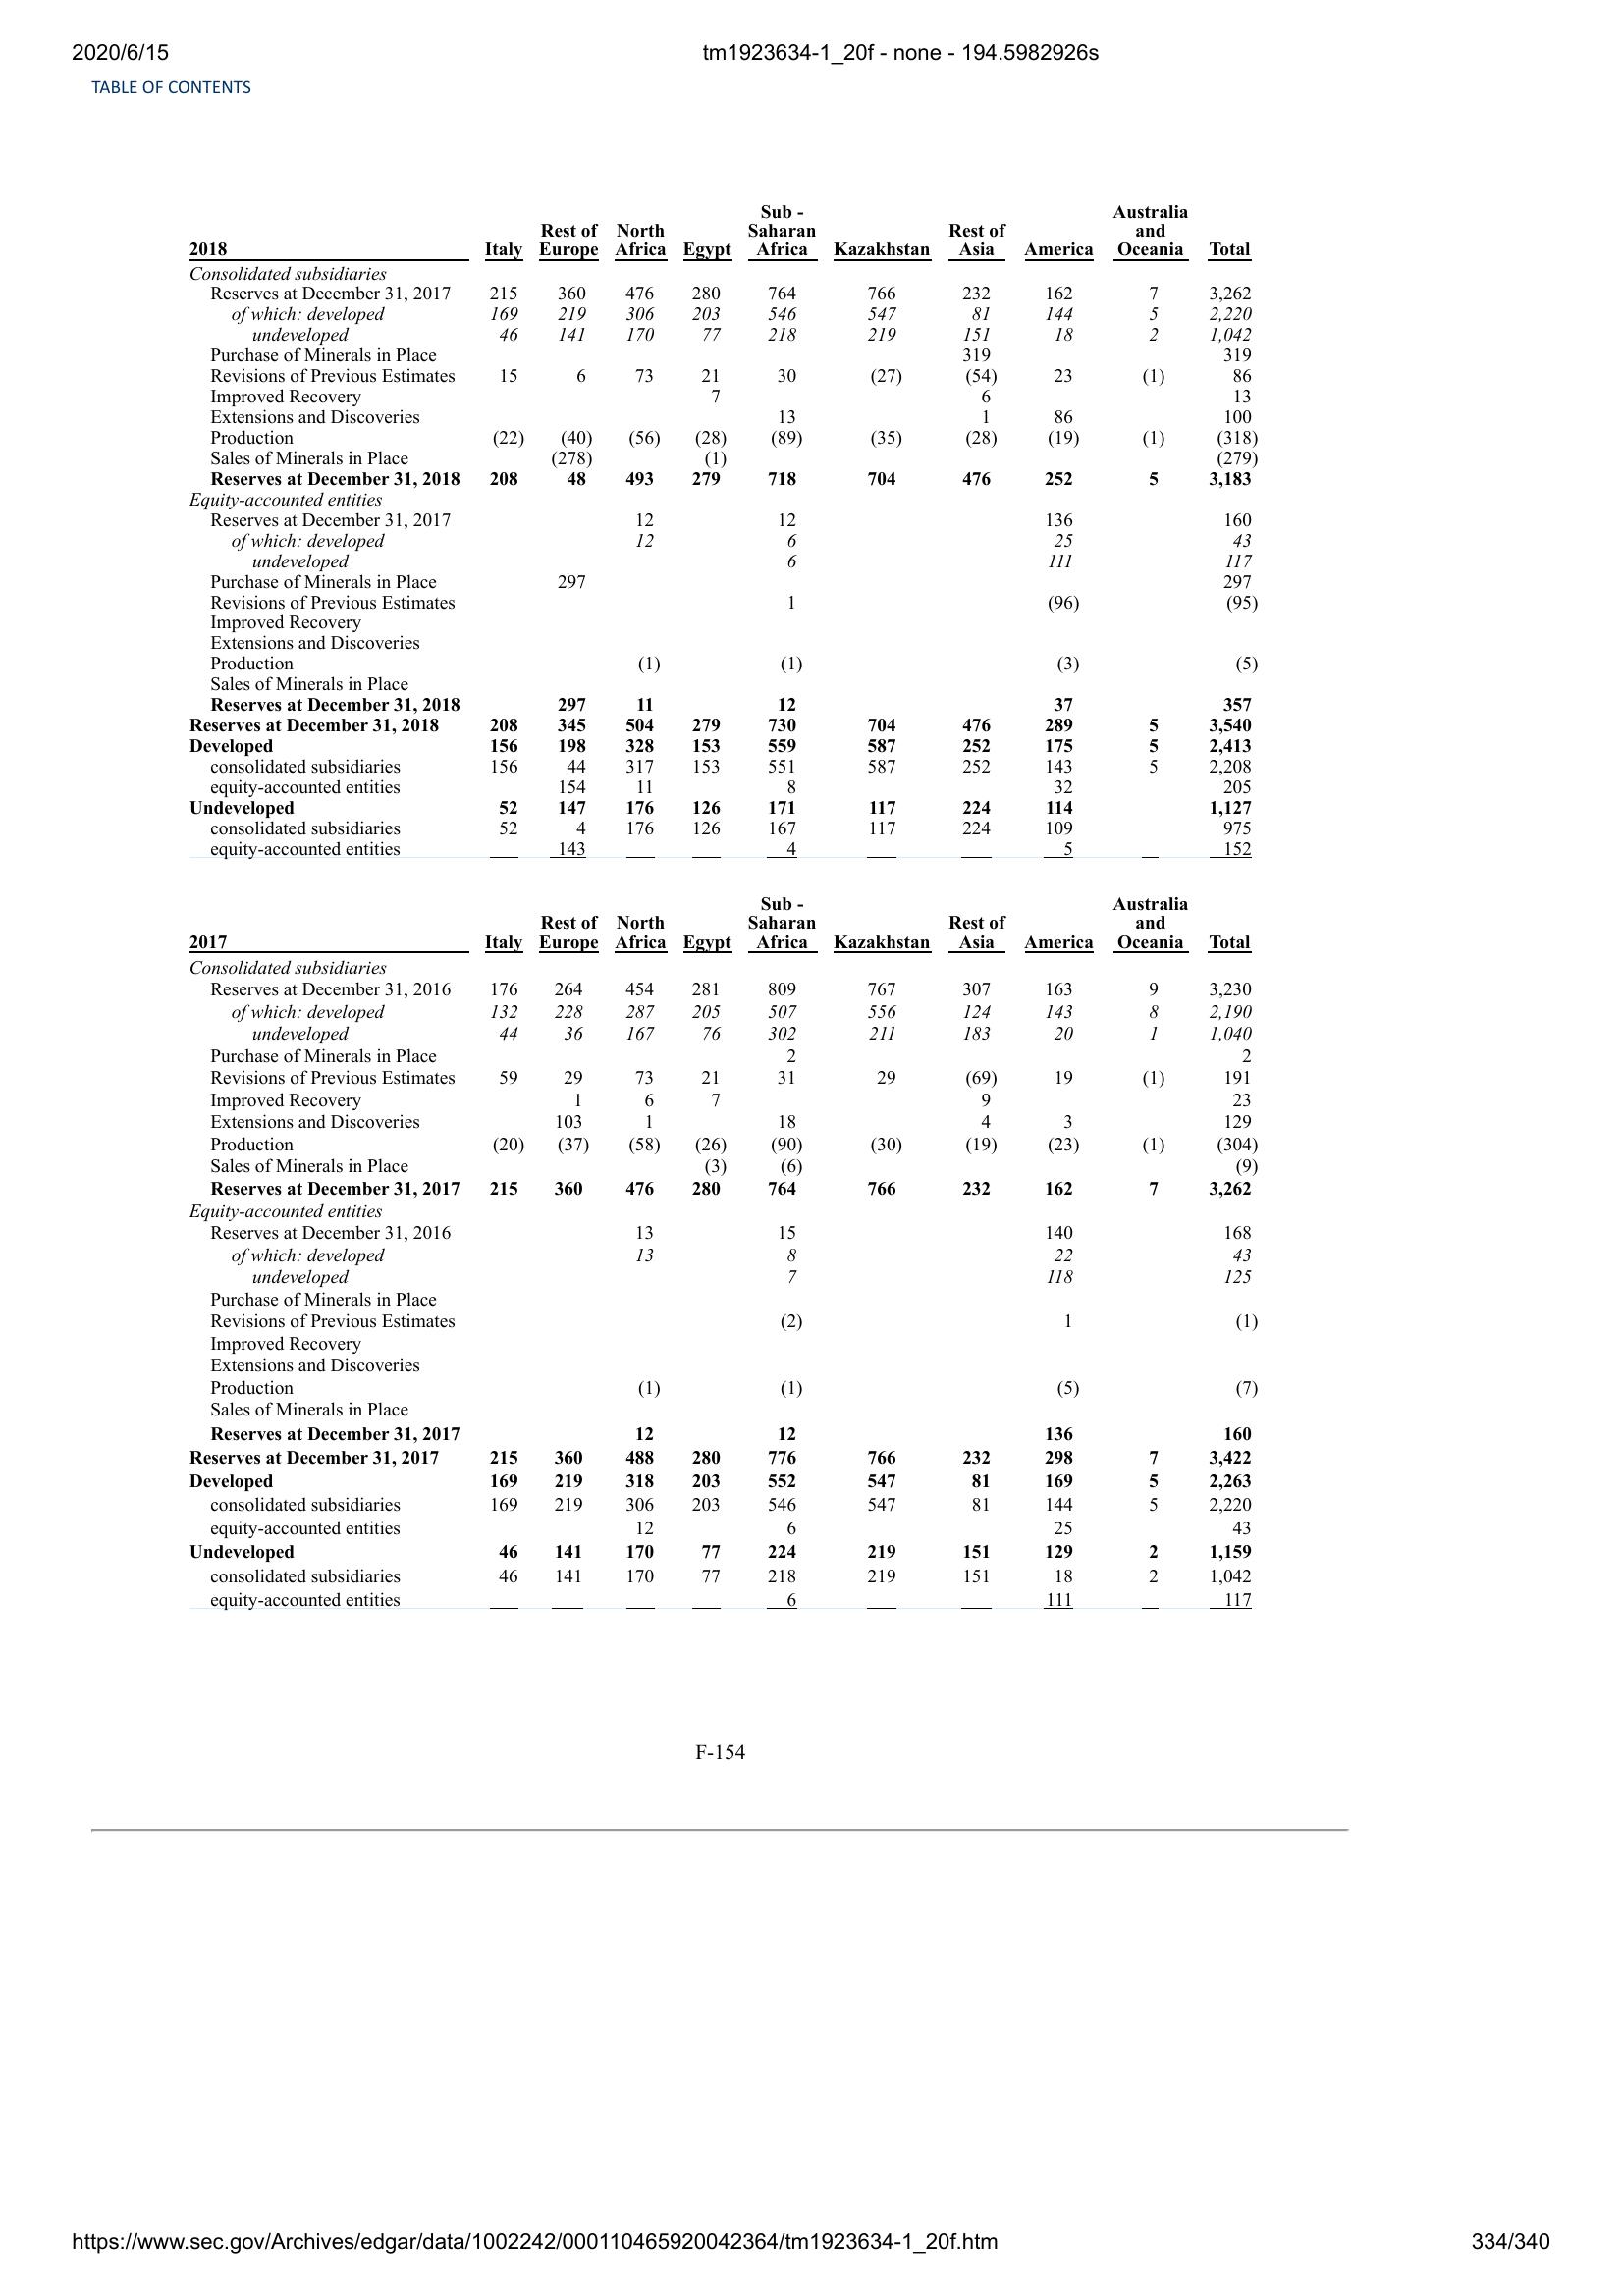 2020/6/15 tm1923634-1_20f - none - 194.5982926s
TABLE OF CONTENTS
Sub - Australia
Rest of North Saharan Rest of and
2018 Italy Europe Africa Egypt Africa Kazakhstan Asia America Oceania Total
Consolidated subsidiaries
Reserves at December 31, 2017 215 360 476 280 764 766 232 162 7 3,262
of which: developed 169 219 306 203 546 547 81 144 5 2,220
undeveloped 46 141 170 77 218 219 151 18 2 1,042
Purchase of Minerals in Place 319 319
Revisions of Previous Estimates 15 6 73 21 30 (27) (54) 23 (1) 86
Improved Recovery 7 6 13
Extensions and Discoveries 13 1 86 100
Production (22) (40) (56) (28) (89) (35) (28) (19) (1) (318)
Sales of Minerals in Place (278) (1) (279)
Reserves at December 31, 2018 208 48 493 279 718 704 476 252 5 3,183
Equity-accounted entities
Reserves at December 31, 2017 12 12 136 160
of which: developed 12 6 25 43
undeveloped 6 111 117
Purchase of Minerals in Place 297 297
Revisions of Previous Estimates 1 (96) (95)
Improved Recovery
Extensions and Discoveries
Production (1) (1) (3) (5)
Sales of Minerals in Place
Reserves at December 31, 2018 297 11 12 37 357
Reserves at December 31, 2018 208 345 504 279 730 704 476 289 5 3,540
Developed 156 198 328 153 559 587 252 175 5 2,413
consolidated subsidiaries 156 44 317 153 551 587 252 143 5 2,208
equity-accounted entities 154 11 8 32 205
Undeveloped 52 147 176 126 171 117 224 114 1,127
consolidated subsidiaries 52 4 176 126 167 117 224 109 975
equity-accounted entities 143 4 5 152
Sub - Australia
Rest of North Saharan Rest of and
2017 Italy Europe Africa Egypt Africa Kazakhstan Asia America Oceania Total
Consolidated subsidiaries
Reserves at December 31, 2016 176 264 454 281 809 767 307 163 9 3,230
of which: developed 132 228 287 205 507 556 124 143 8 2,190
undeveloped 44 36 167 76 302 211 183 20 1 1,040
Purchase of Minerals in Place 2 2
Revisions of Previous Estimates 59 29 73 21 31 29 (69) 19 (1) 191
Improved Recovery 1 6 7 9 23
Extensions and Discoveries 103 1 18 4 3 129
Production (20) (37) (58) (26) (90) (30) (19) (23) (1) (304)
Sales of Minerals in Place (3) (6) (9)
Reserves at December 31, 2017 215 360 476 280 764 766 232 162 7 3,262
Equity-accounted entities
Reserves at December 31, 2016 13 15 140 168
of which: developed 13 8 22 43
undeveloped 7 118 125
Purchase of Minerals in Place
Revisions of Previous Estimates (2) 1 (1)
Improved Recovery
Extensions and Discoveries
Production (1) (1) (5) (7)
Sales of Minerals in Place
Reserves at December 31, 2017 12 12 136 160
Reserves at December 31, 2017 215 360 488 280 776 766 232 298 7 3,422
Developed 169 219 318 203 552 547 81 169 5 2,263
consolidated subsidiaries 169 219 306 203 546 547 81 144 5 2,220
equity-accounted entities 12 6 25 43
Undeveloped 46 141 170 77 224 219 151 129 2 1,159
consolidated subsidiaries 46 141 170 77 218 219 151 18 2 1,042
equity-accounted entities 6 111 117
F-154
https://www.sec.gov/Archives/edgar/data/1002242/000110465920042364/tm1923634-1_20f.htm 334/340